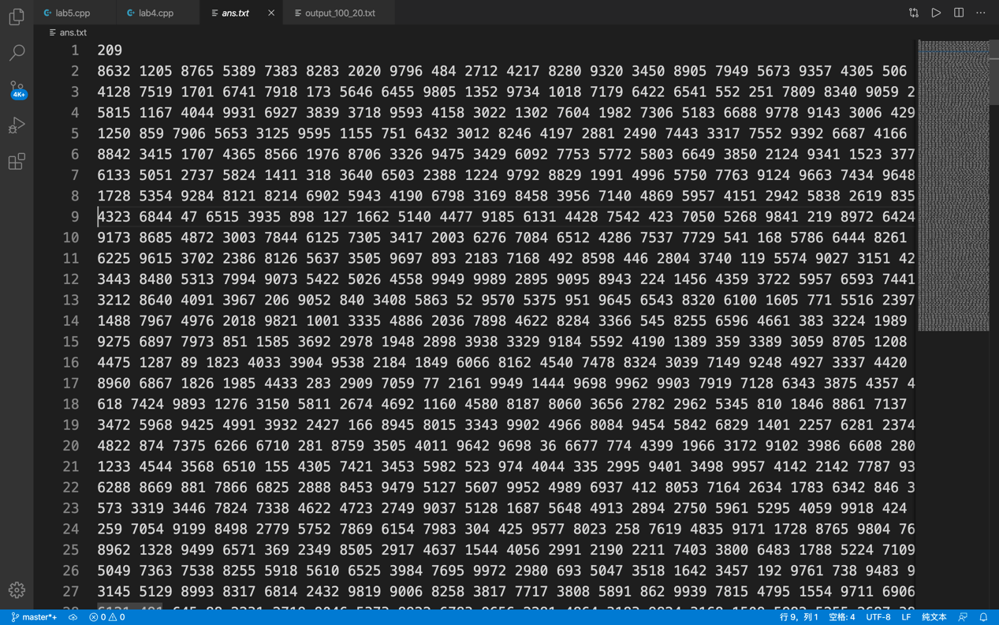 lab5.cpp lab4.cpp ans.txt output_100_20.txt
ans.txt
1 209
2 8632 1205 8765 5389 7383 8283 2020 9796 484 2712 4217 8280 9320 3450 8905 7949 5673 9357 4305 506
3 4128 7519 1701 6741 7918 173 5646 6455 9805 1352 9734 1018 7179 6422 6541 552 251 7809 8340 9059 2
4 5815 1167 4044 9931 6927 3839 3718 9593 4158 3022 1302 7604 1982 7306 5183 6688 9778 9143 3006 429
5 1250 859 7906 5653 3125 9595 1155 751 6432 3012 8246 4197 2881 2490 7443 3317 7552 9392 6687 4166
6 8842 3415 1707 4365 8566 1976 8706 3326 9475 3429 6092 7753 5772 5803 6649 3850 2124 9341 1523 377
7 6133 5051 2737 5824 1411 318 3640 6503 2388 1224 9792 8829 1991 4996 5750 7763 9124 9663 7434 9648
8 1728 5354 9284 8121 8214 6902 5943 4190 6798 3169 8458 3956 7140 4869 5957 4151 2942 5838 2619 835
9 4323 6844 47 6515 3935 898 127 1662 5140 4477 9185 6131 4428 7542 423 7050 5268 9841 219 8972 6424
10 9173 8685 4872 3003 7844 6125 7305 3417 2003 6276 7084 6512 4286 7537 7729 541 168 5786 6444 8261
11 6225 9615 3702 2386 8126 5637 3505 9697 893 2183 7168 492 8598 446 2804 3740 119 5574 9027 3151 42
12 3443 8480 5313 7994 9073 5422 5026 4558 9949 9989 2895 9095 8943 224 1456 4359 3722 5957 6593 7441
13 3212 8640 4091 3967 206 9052 840 3408 5863 52 9570 5375 951 9645 6543 8320 6100 1605 771 5516 2397
14 1488 7967 4976 2018 9821 1001 3335 4886 2036 7898 4622 8284 3366 545 8255 6596 4661 383 3224 1989
15 9275 6897 7973 851 1585 3692 2978 1948 2898 3938 3329 9184 5592 4190 1389 359 3389 3059 8705 1208
16 4475 1287 89 1823 4033 3904 9538 2184 1849 6066 8162 4540 7478 8324 3039 7149 9248 4927 3337 4420
17 8960 6867 1826 1985 4433 283 2909 7059 77 2161 9949 1444 9698 9962 9903 7919 7128 6343 3875 4357 4
18 618 7424 9893 1276 3150 5811 2674 4692 1160 4580 8187 8060 3656 2782 2962 5345 810 1846 8861 7137
19 3472 5968 9425 4991 3932 2427 166 8945 8015 3343 9902 4966 8084 9454 5842 6829 1401 2257 6281 2374
20 4822 874 7375 6266 6710 281 8759 3505 4011 9642 9698 36 6677 774 4399 1966 3172 9102 3986 6608 280
21 1233 4544 3568 6510 155 4305 7421 3453 5982 523 974 4044 335 2995 9401 3498 9957 4142 2142 7787 93
22 6288 8669 881 7866 6825 2888 8453 9479 5127 5607 9952 4989 6937 412 8053 7164 2634 1783 6342 846 3
23 573 3319 3446 7824 7338 4622 4723 2749 9037 5128 1687 5648 4913 2894 2750 5961 5295 4059 9918 424
24 259 7054 9199 8498 2779 5752 7869 6154 7983 304 425 9577 8023 258 7619 4835 9171 1728 8765 9804 76
25 8962 1328 9499 6571 369 2349 8505 2917 4637 1544 4056 2991 2190 2211 7403 3800 6483 1788 5224 7109
26 5049 7363 7538 8255 5918 5610 6525 3984 7695 9972 2980 693 5047 3518 1642 3457 192 9761 738 9483 9
27 3145 5129 8993 8317 6814 2432 9819 9006 8258 3817 7717 3808 5891 862 9939 7815 4795 1554 9711 6906
4K+
master*+ 0 0 行 9，列 1 空格: 4 UTF-8 LF 纯文本